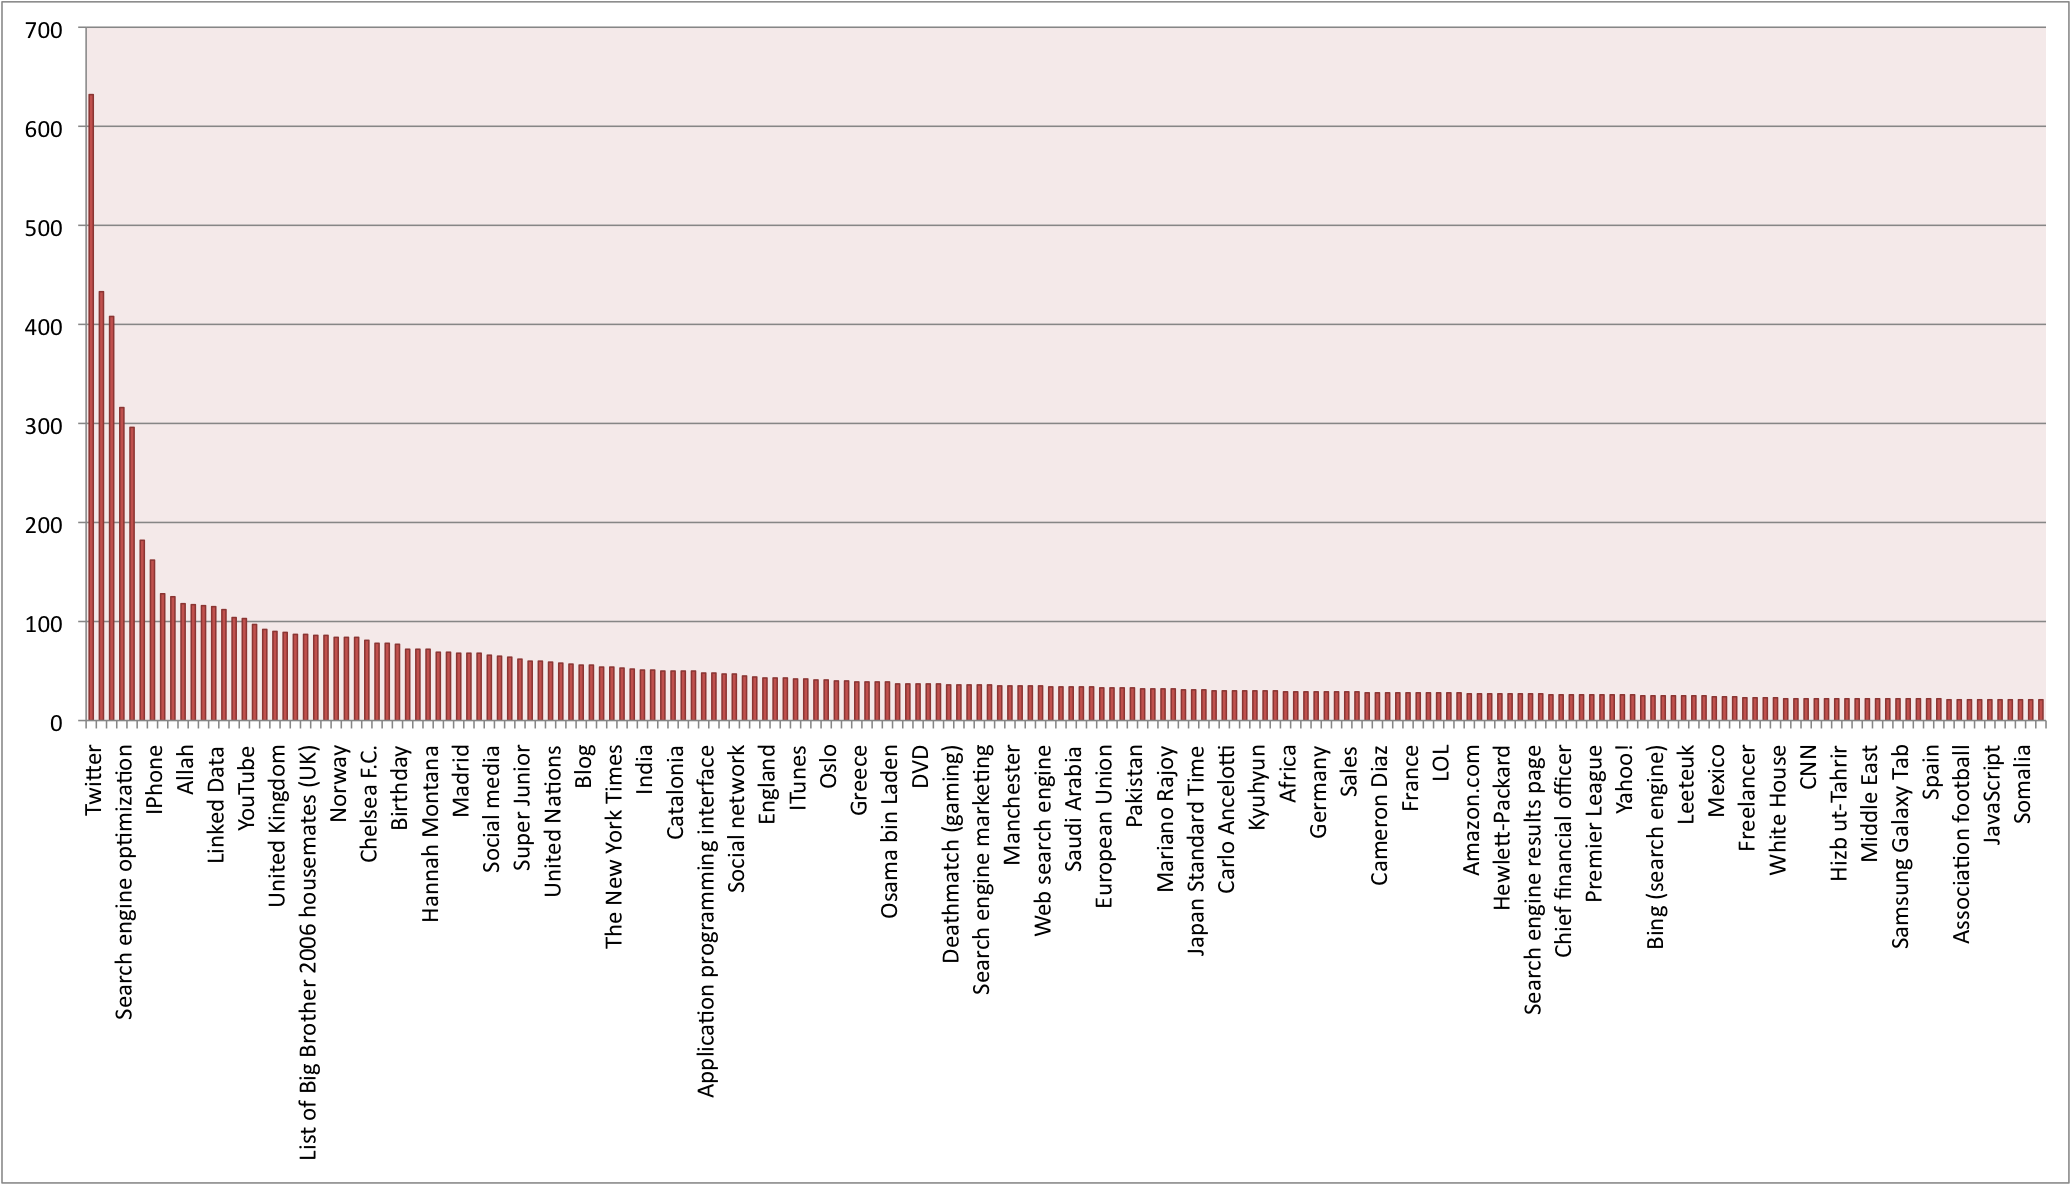 700
600
500
400
300
200
100
0
Twitter
Search engine optimization
IPhone
Allah
Linked Data
YouTube
United Kingdom
List of Big Brother 2006 housemates (UK)
Norway
Chelsea F.C.
Birthday
Hannah Montana
Madrid
Social media
Super Junior
United Nations
Blog
The New York Times
India
Catalonia
Application programming interface
Social network
England
ITunes
Oslo
Greece
Osama bin Laden
DVD
Deathmatch (gaming)
Search engine marketing
Manchester
Web search engine
Saudi Arabia
European Union
Pakistan
Mariano Rajoy
Japan Standard Time
Carlo Ancelotti
Kyuhyun
Africa
Germany
Sales
Cameron Diaz
France
LOL
Amazon.com
Hewlett-Packard
Search engine results page
Chief financial officer
Premier League
Yahoo!
Bing (search engine)
Leeteuk
Mexico
Freelancer
White House
CNN
Hizb ut-Tahrir
Middle East
Samsung Galaxy Tab
Spain
Association football
JavaScript
Somalia